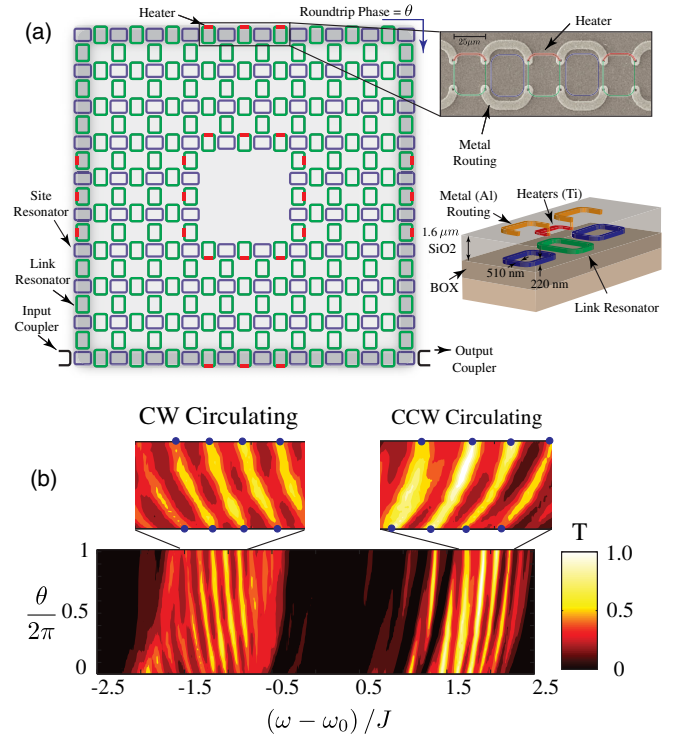 (a)
Heater
Roundtrip Phase = θ
Heater
25μm
Metal
Routing
Site
Resonator
Link
Resonator
Input
Coupler
Output
Coupler
Metal (Al)
Routing
Heaters (Ti)
1.6 μm
SiO2
BOX
510 nm
220 nm
Link Resonator
CW Circulating
CCW Circulating
(b)
T
1.0
0.5
0
θ
2π
1
0.5
0
-2.5
-1.5
-0.5
0.5
1.5
2.5
(ω − ω₀) /J